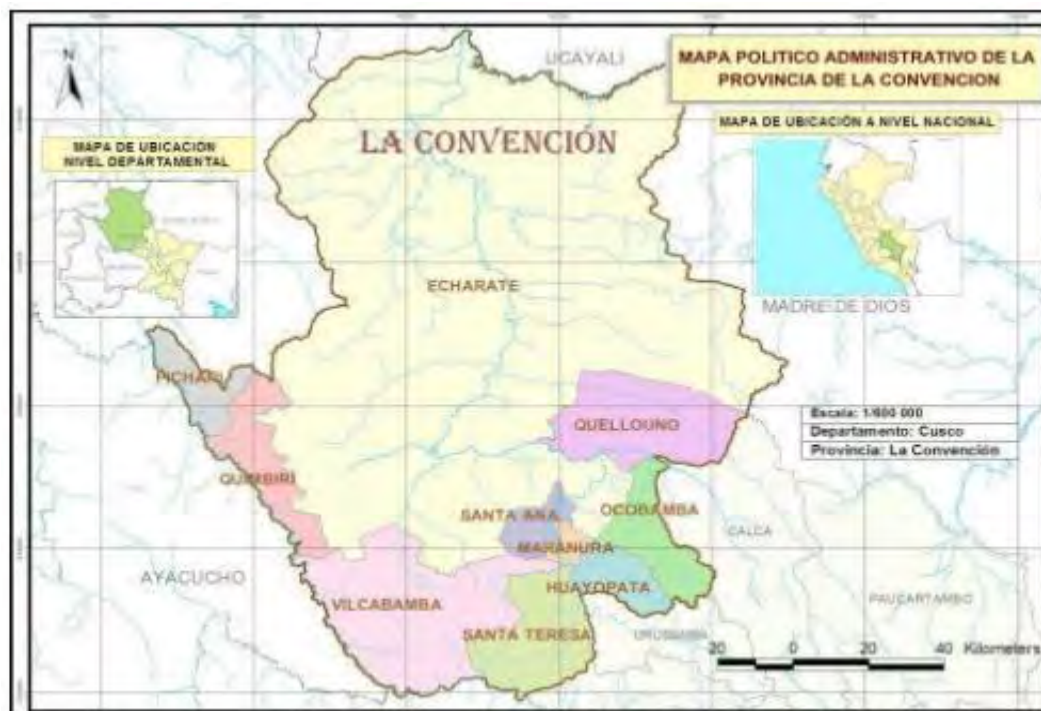 N
UCAYALI
MAPA POLITICO ADMINISTRATIVO DE LA
PROVINCIA DE LA CONVENCION
LA CONVENCIÓN
MAPA DE UBICACIÓN A NIVEL NACIONAL
MAPA DE UBICACIÓN
NIVEL DEPARTAMENTAL
ECHARATE
MADRE DE DIOS
PICHARI
QUELLOUNO
Escala: 1/600 000
Departamento: Cusco
Provincia: La Convención
QUIMBIRI
SANTA ANA
OCOBAMBA
CALCA
MARANURA
AYACUCHO
HUAYOPATA
VILCABAMBA
PAUCARTAMBO
SANTA TERESA
URUBAMBA
20 0 20 40 Kilometers